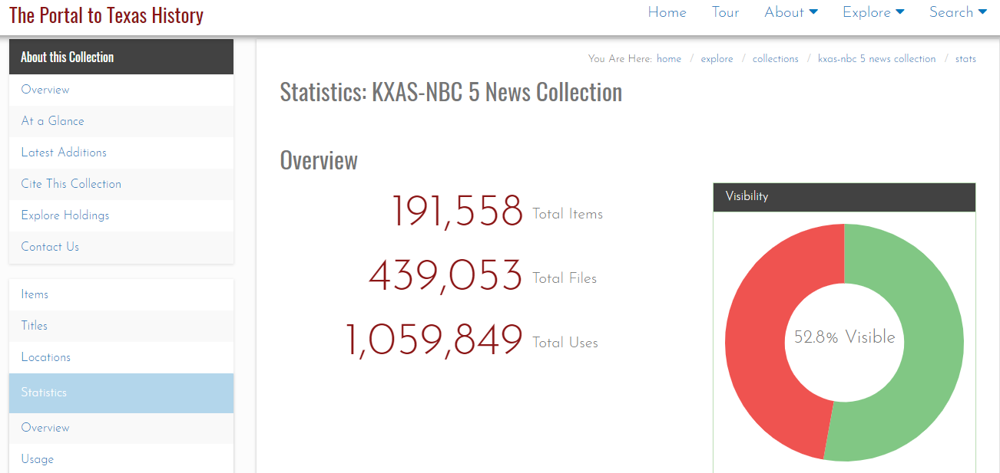 The Portal to Texas History
Home Tour About Explore Search
About this Collection
Overview
At a Glance
Latest Additions
Cite This Collection
Explore Holdings
Contact Us
Items
Titles
Locations
Statistics
Overview
Usage
You Are Here: home / explore / collections / kxas-nbc 5 news collection / stats
Statistics: KXAS-NBC 5 News Collection
Overview
191,558 Total Items
439,053 Total Files
1,059,849 Total Uses
Visibility
52.8% Visible